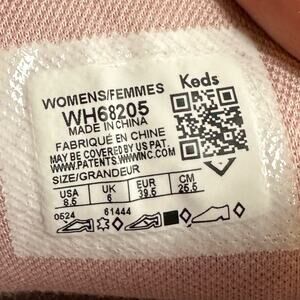 Keds
WOMENS/FEMMES
WH68205
MADE IN CHINA
FABRIQUÉ EN CHINE
MAY BE COVERED BY US PAT.
WWW.PATENTS.WWWINC.COM
SIZE/GRANDEUR
USA UK EUR CM
8.5 6 39.5 25.5
0524 61444